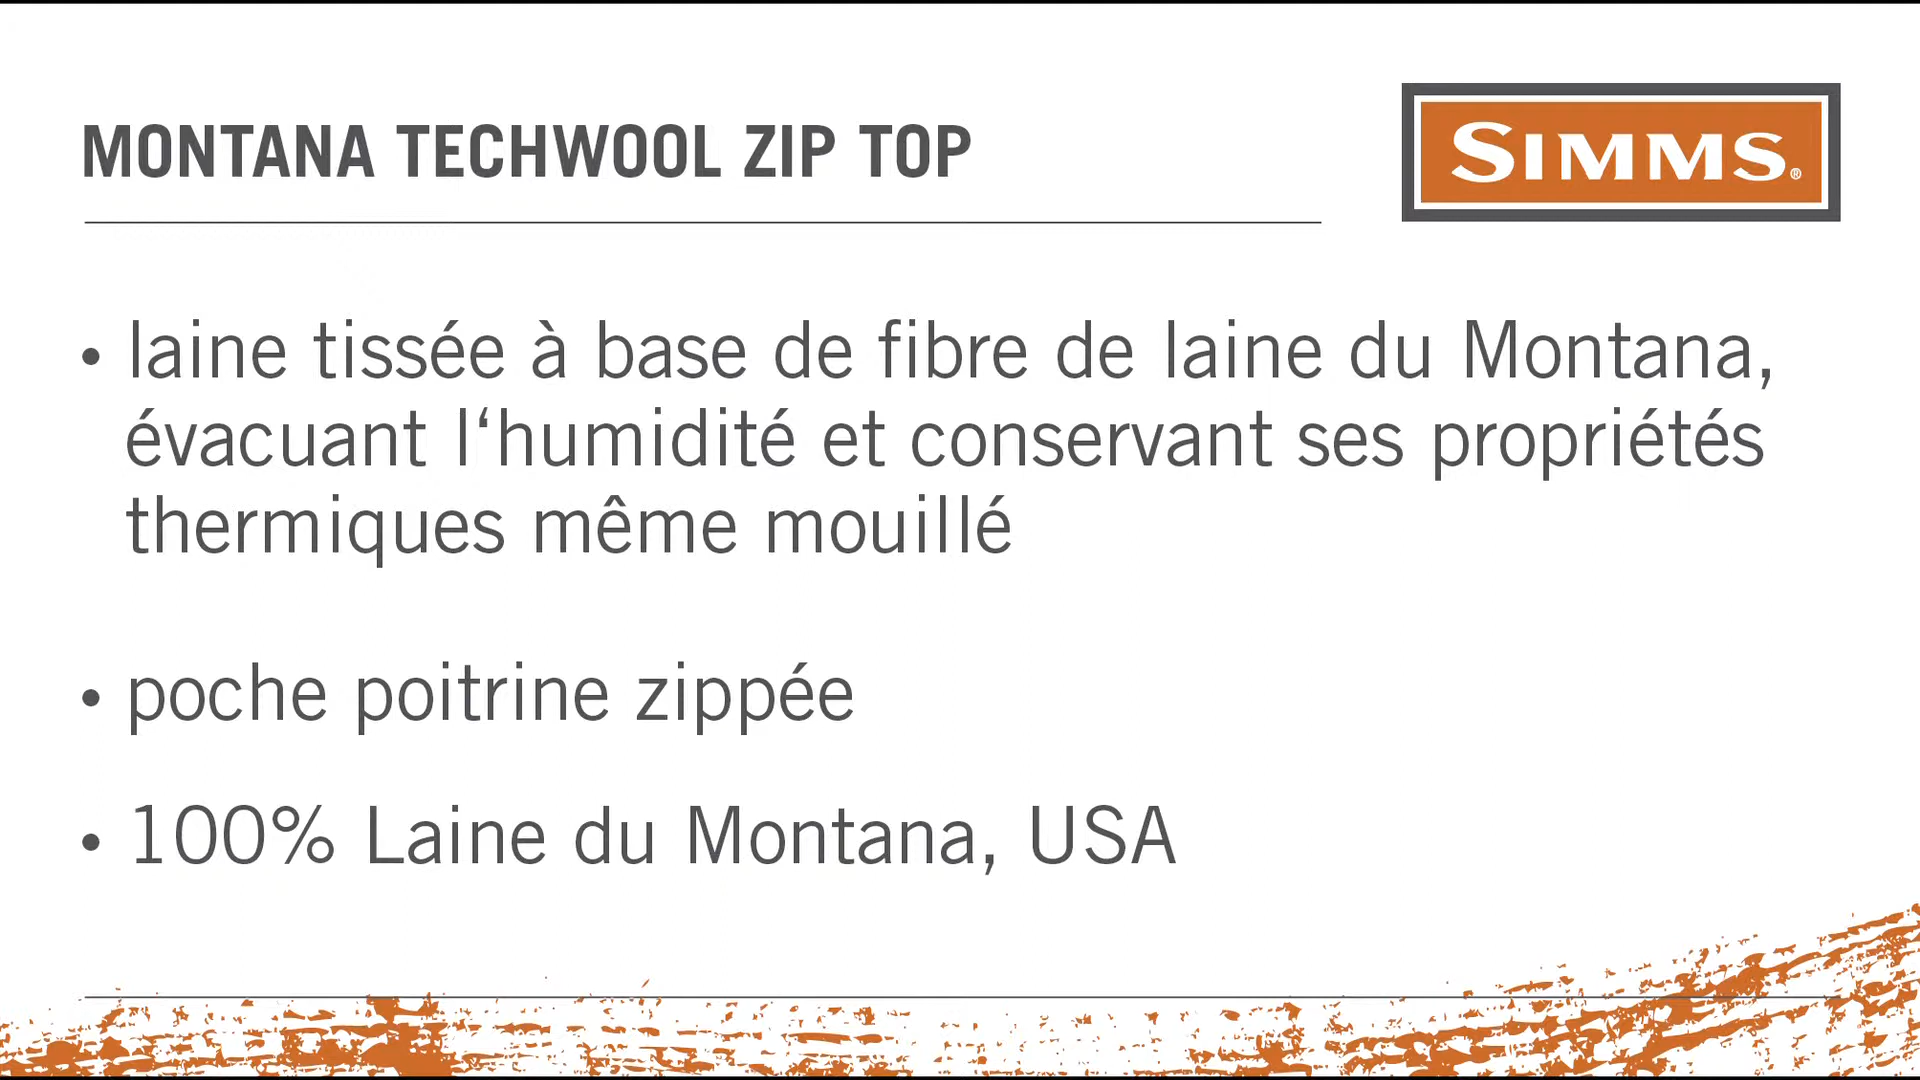 MONTANA TECHWOOL ZIP TOP
SIMMS®
• laine tissée à base de fibre de laine du Montana,
évacuant l‘humidité et conservant ses propriétés
thermiques même mouillé
• poche poitrine zippée
• 100% Laine du Montana, USA